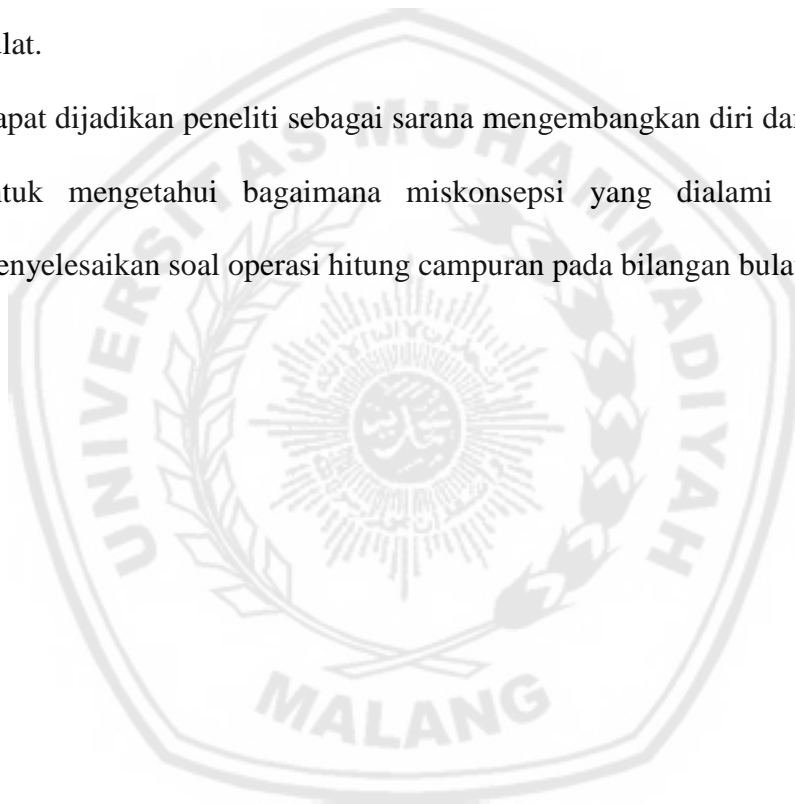 lat.
apat dijadikan peneliti sebagai sarana mengembangkan diri da
tuk mengetahui bagaimana miskonsepsi yang dialami
enyelesaikan soal operasi hitung campuran pada bilangan bula
UNIVERSITAS MUHAMMADIYAH
MALANG